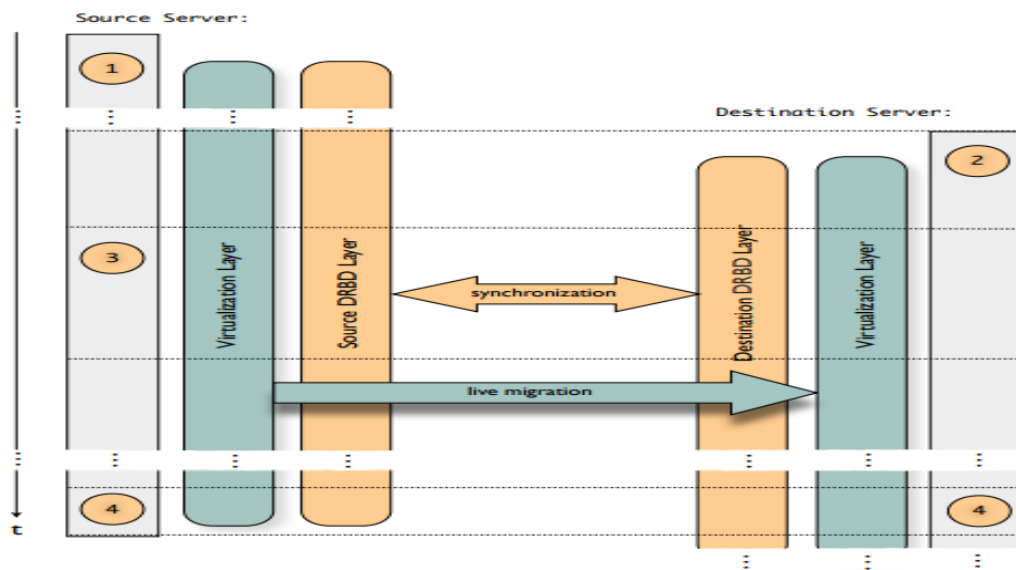 Source Server:
1
Destination Server:
2
3
Virtualization Layer
Source DRBD Layer
synchronization
Destination DRBD Layer
Virtualization Layer
live migration
4
4
t